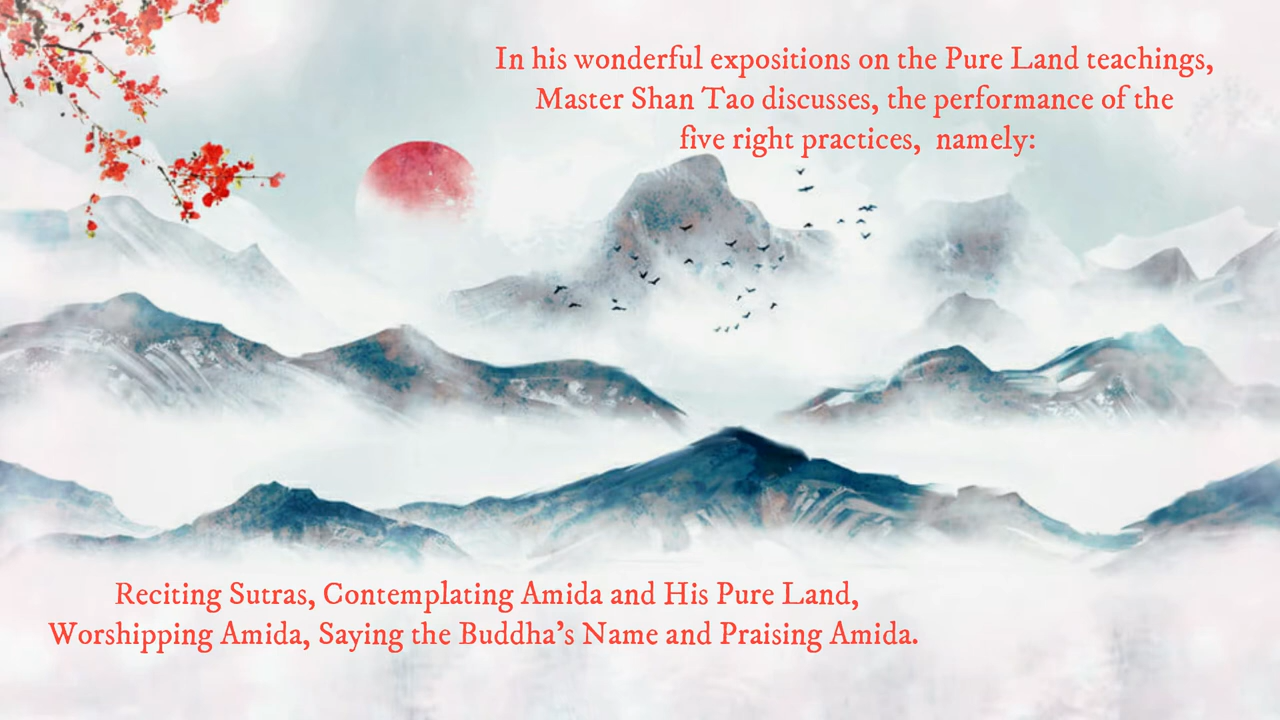 In his wonderful expositions on the Pure Land teachings,
Master Shan Tao discusses, the performance of the
five right practices,  namely:
Reciting Sutras, Contemplating Amida and His Pure Land,
Worshipping Amida, Saying the Buddha's Name and Praising Amida.